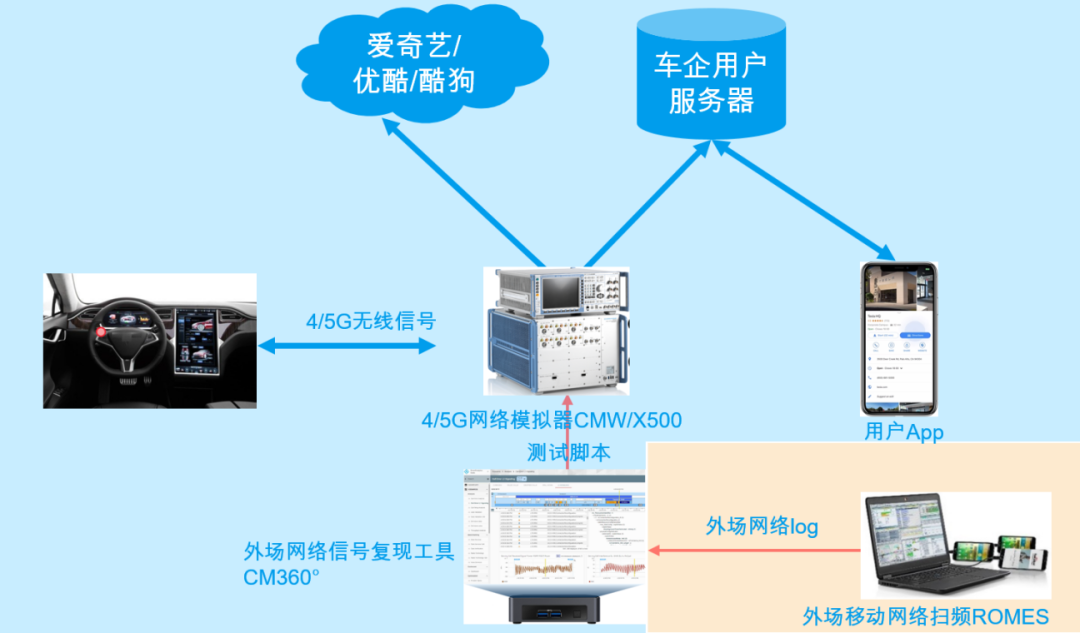 爱奇艺/
优酷/酷狗
车企用户
服务器
4/5G无线信号
4/5G网络模拟器CMW/X500
测试脚本
用户App
外场网络log
外场网络信号复现工具
CM360°
外场移动网络扫频ROMES